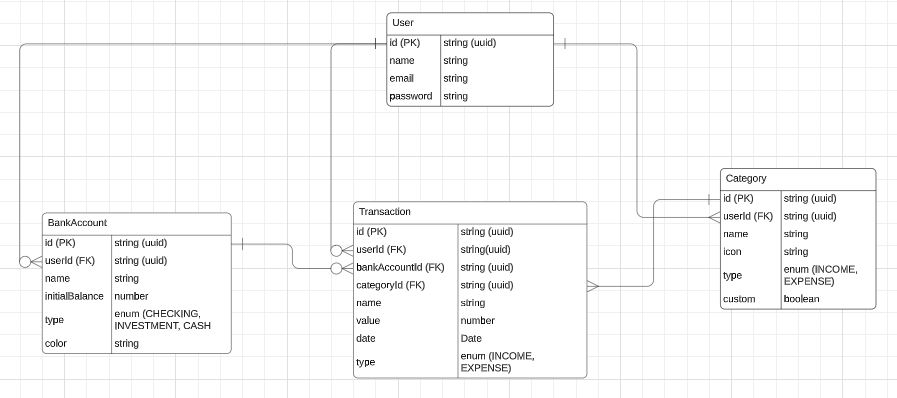 User
id (PK) string (uuid)
name string
email string
password string
Category
id (PK) string (uuid)
userId (FK) string (uuid)
name string
icon string
type enum (INCOME,
EXPENSE)
custom boolean
BankAccount
id (PK) string (uuid)
userId (FK) string (uuid)
name string
initialBalance number
type enum (CHECKING,
INVESTMENT, CASH
color string
Transaction
id (PK) string (uuid)
userId (FK) string(uuid)
bankAccountId (FK) string (uuid)
categoryId (FK) string (uuid)
name string
value number
date Date
type enum (INCOME,
EXPENSE)